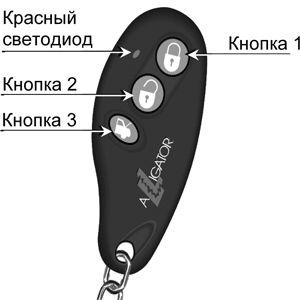 Красный
светодиод
Кнопка 1
Кнопка 2
Кнопка 3
ALLIGATOR